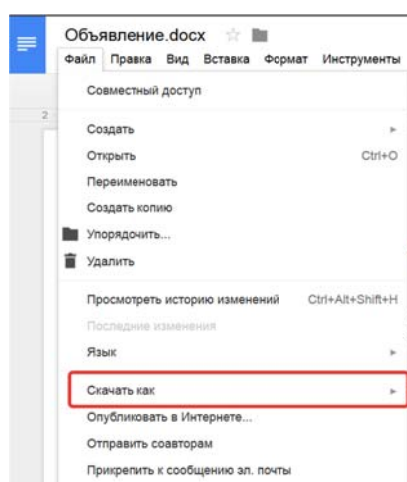 Объявление.docx
Файл Правка Вид Вставка Формат Инструменты
Совместный доступ
2
Создать
Открыть Ctrl+O
Переименовать
Создать копию
Упорядочить...
Удалить
Просмотреть историю изменений Ctrl+Alt+Shift+H
Последние изменения
Язык
Скачать как
Опубликовать в Интернете...
Отправить соавторам
Прикрепить к сообщению эл. почты